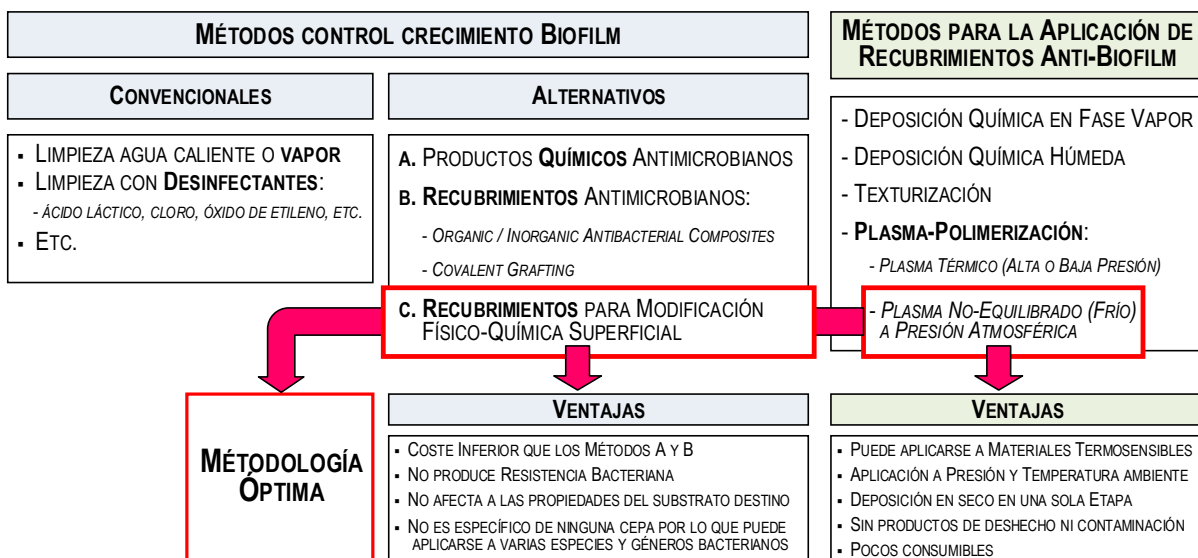 MÉTODOS CONTROL CRECIMIENTO BIOFILM
CONVENCIONALES
▪ LIMPIEZA AGUA CALIENTE O VAPOR
▪ LIMPIEZA CON DESINFECTANTES:
- ÁCIDO LÁCTICO, CLORO, ÓXIDO DE ETILENO, ETC.
▪ ETC.
ALTERNATIVOS
A. PRODUCTOS QUÍMICOS ANTIMICROBIANOS
B. RECUBRIMIENTOS ANTIMICROBIANOS:
- ORGANIC / INORGANIC ANTIBACTERIAL COMPOSITES
- COVALENT GRAFTING
C. RECUBRIMIENTOS PARA MODIFICACIÓN
FÍSICO-QUÍMICA SUPERFICIAL
MÉTODOS PARA LA APLICACIÓN DE
RECUBRIMIENTOS ANTI-BIOFILM
- DEPOSICIÓN QUÍMICA EN FASE VAPOR
- DEPOSICIÓN QUÍMICA HÚMEDA
- TEXTURIZACIÓN
- PLASMA-POLIMERIZACIÓN:
- PLASMA TÉRMICO (ALTA O BAJA PRESIÓN)
- PLASMA NO-EQUILIBRADO (FRÍO)
A PRESIÓN ATMOSFÉRICA
MÉTODOLOGÍA
ÓPTIMA
VENTAJAS
▪ COSTE INFERIOR QUE LOS MÉTODOS A Y B
▪ NO PRODUCE RESISTENCIA BACTERIANA
▪ NO AFECTA A LAS PROPIEDADES DEL SUBSTRATO DESTINO
▪ NO ES ESPECÍFICO DE NINGUNA CEPA POR LO QUE PUEDE
APLICARSE A VARIAS ESPECIES Y GÉNEROS BACTERIANOS
VENTAJAS
▪ PUEDE APLICARSE A MATERIALES TERMOSENSIBLES
▪ APLICACIÓN A PRESIÓN Y TEMPERATURA AMBIENTE
▪ DEPOSICIÓN EN SECO EN UNA SOLA ETAPA
▪ SIN PRODUCTOS DE DESHECHO NI CONTAMINACIÓN
▪ POCOS CONSUMIBLES